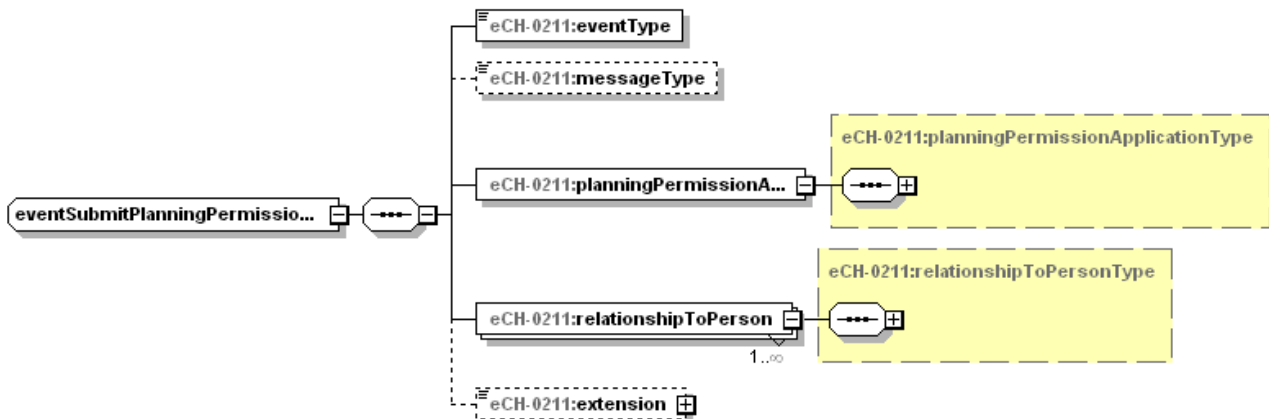 eCH-0211:eventType
eCH-0211:messageType
eCH-0211:planningPermissionApplicationType
eCH-0211:planningPermissionA...
eventSubmitPlanningPermissio...
eCH-0211:relationshipToPersonType
eCH-0211:relationshipToPerson
1..∞
eCH-0211:extension